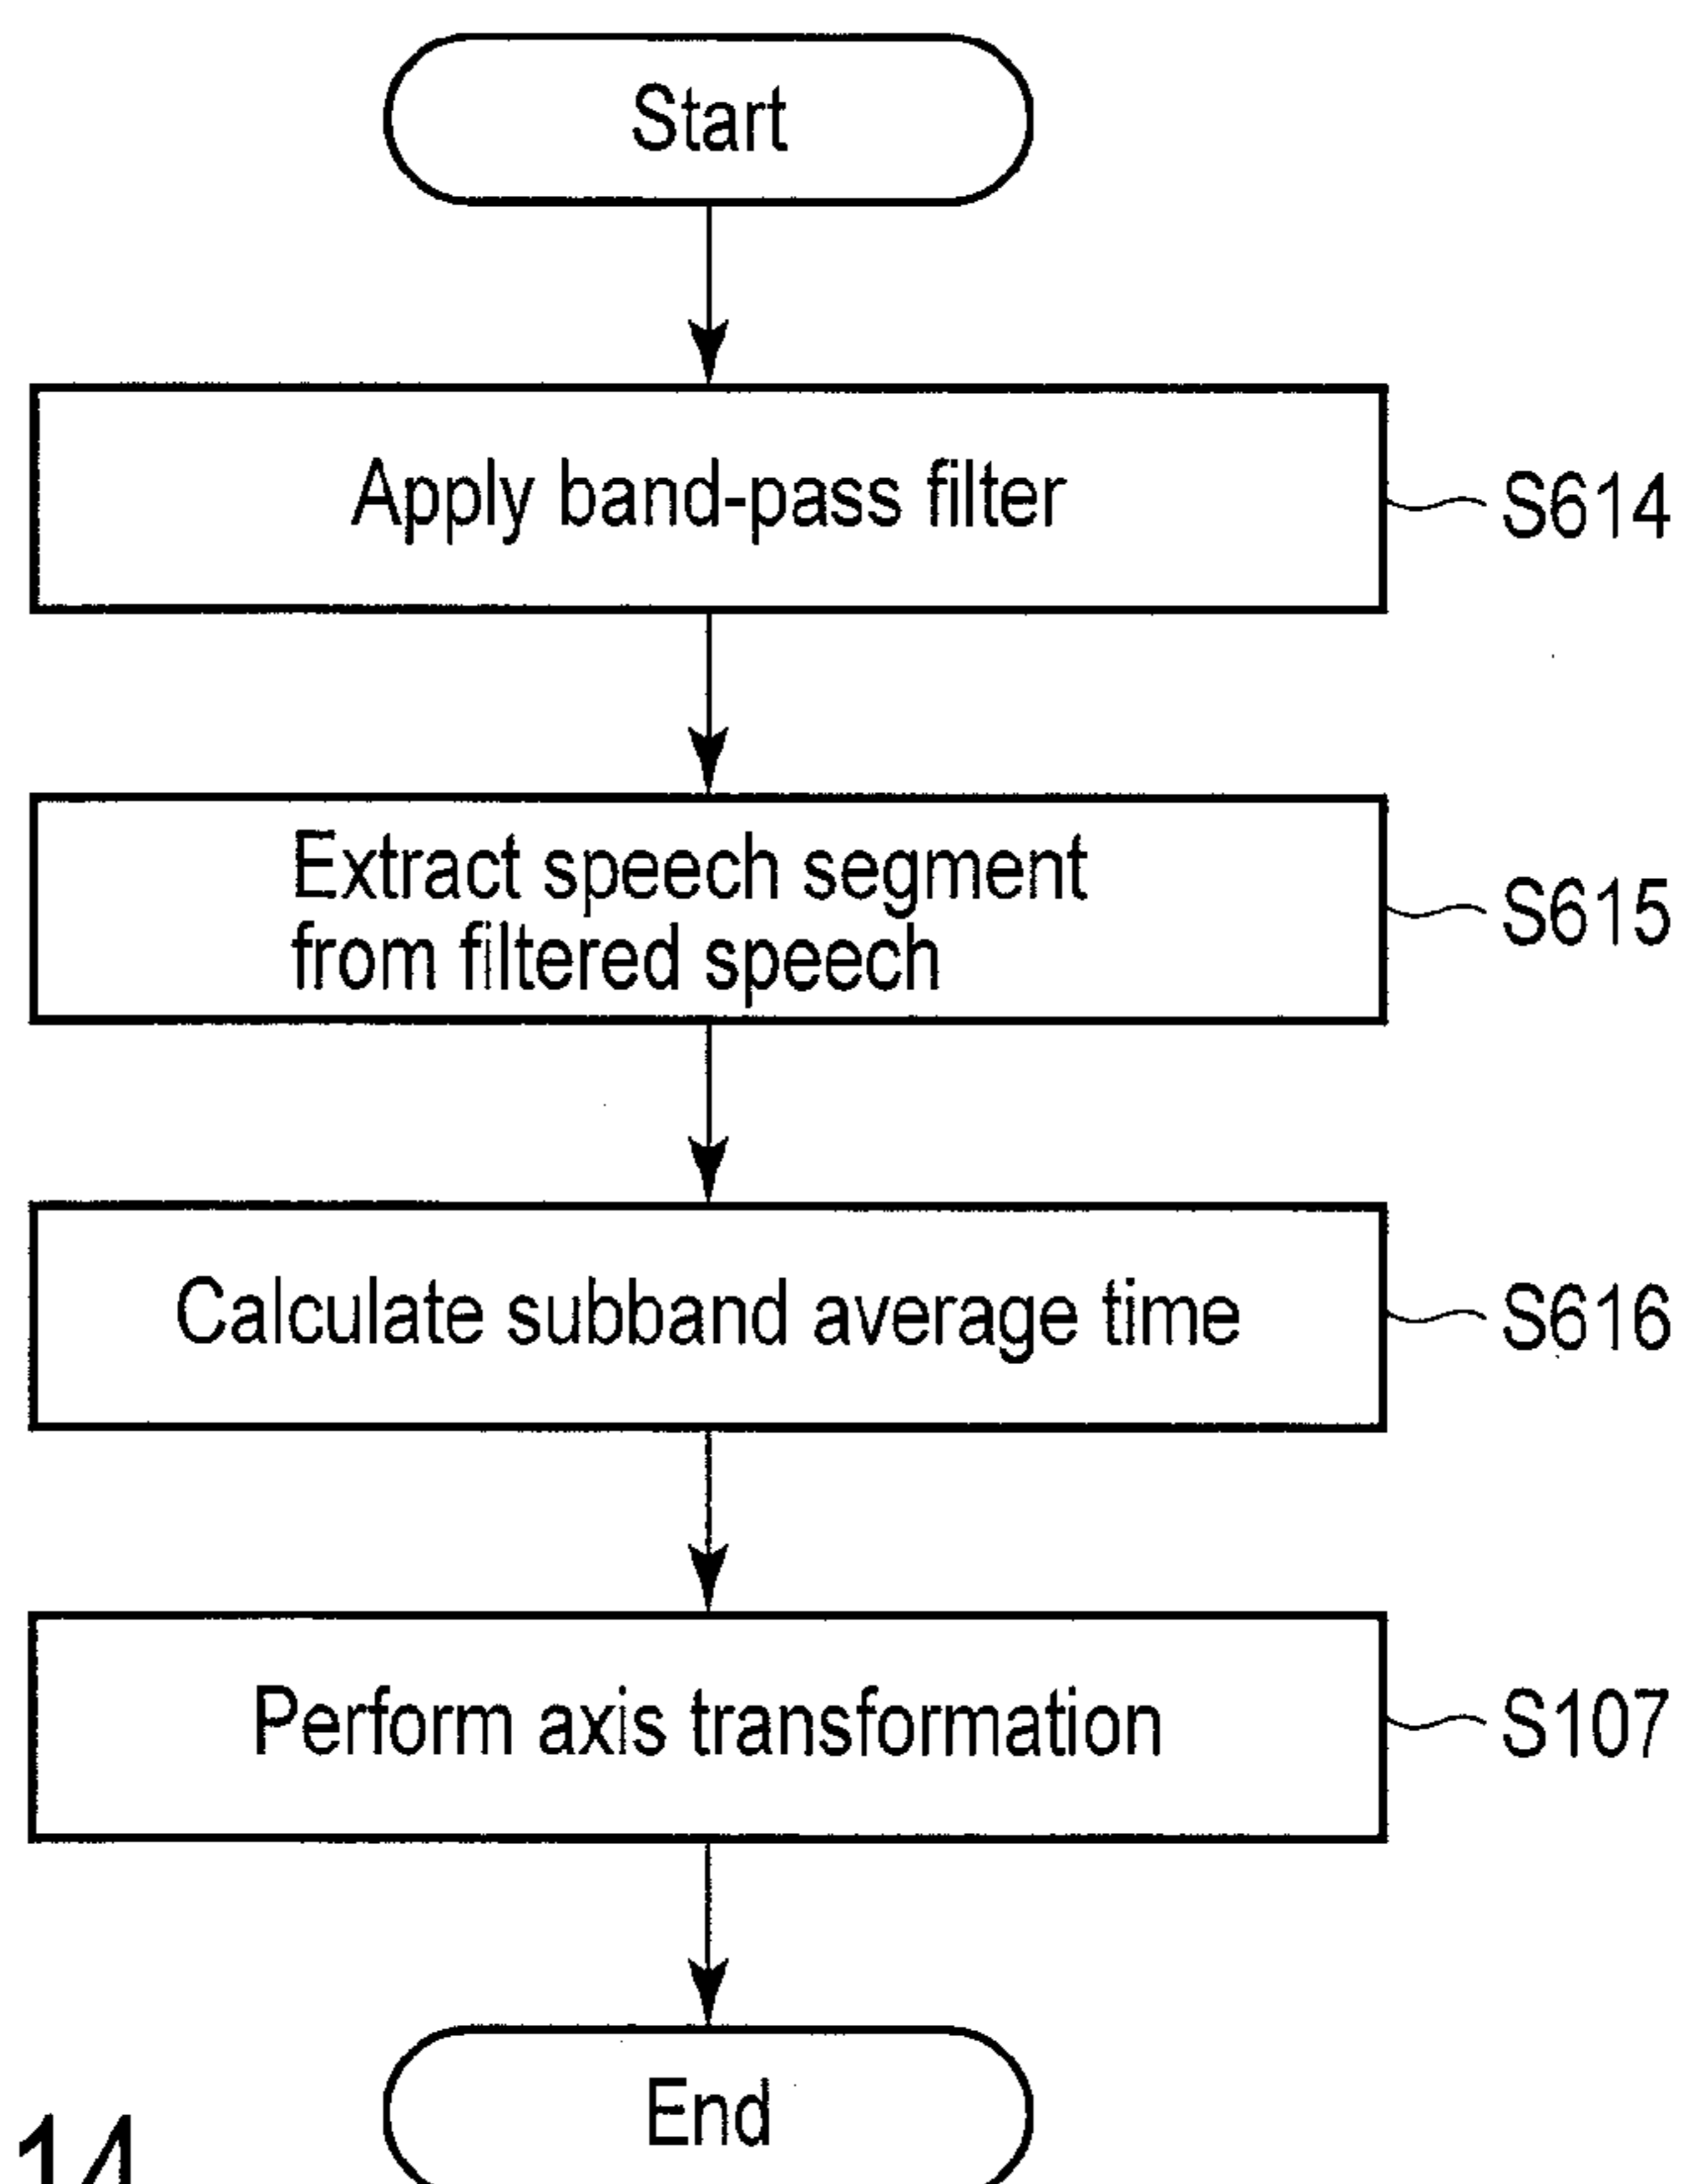 Start
Apply band-pass filter
S614
Extract speech segment
from filtered speech
S615
Calculate subband average time
S616
Perform axis transformation
S107
End
14